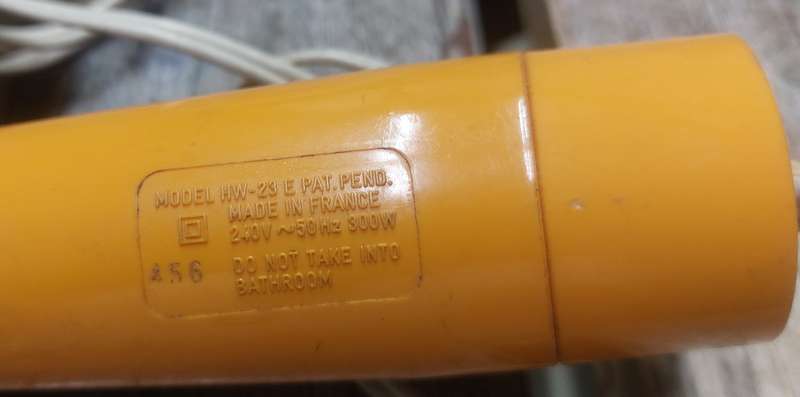 MODEL HW-23 E PAT. PEND.
MADE IN FRANCE
240V ~50Hz 300W
456 DO NOT TAKE INTO
BATHROOM